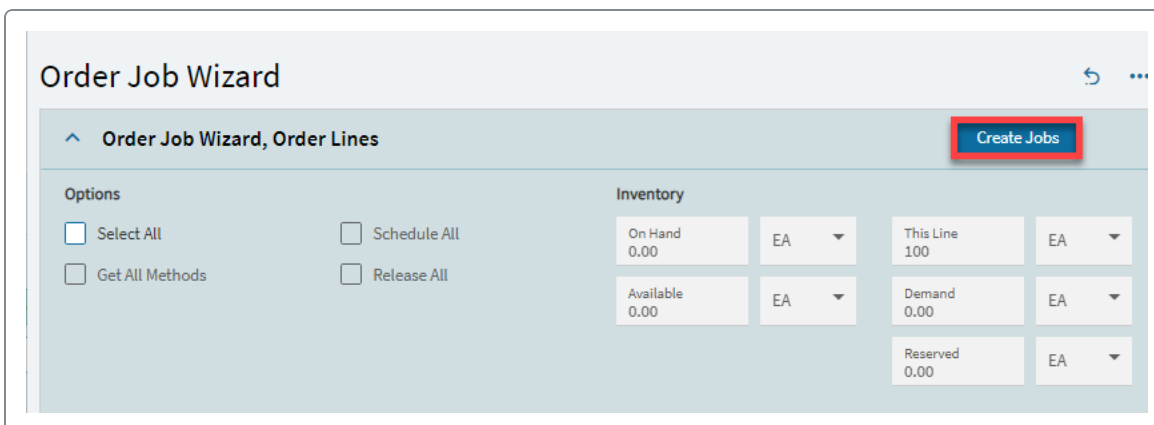 Order Job Wizard
Order Job Wizard, Order Lines
Create Jobs
Options
Inventory
Select All
Schedule All
On Hand
0.00
EA
This Line
100
EA
Get All Methods
Release All
Available
0.00
EA
Demand
0.00
EA
Reserved
0.00
EA